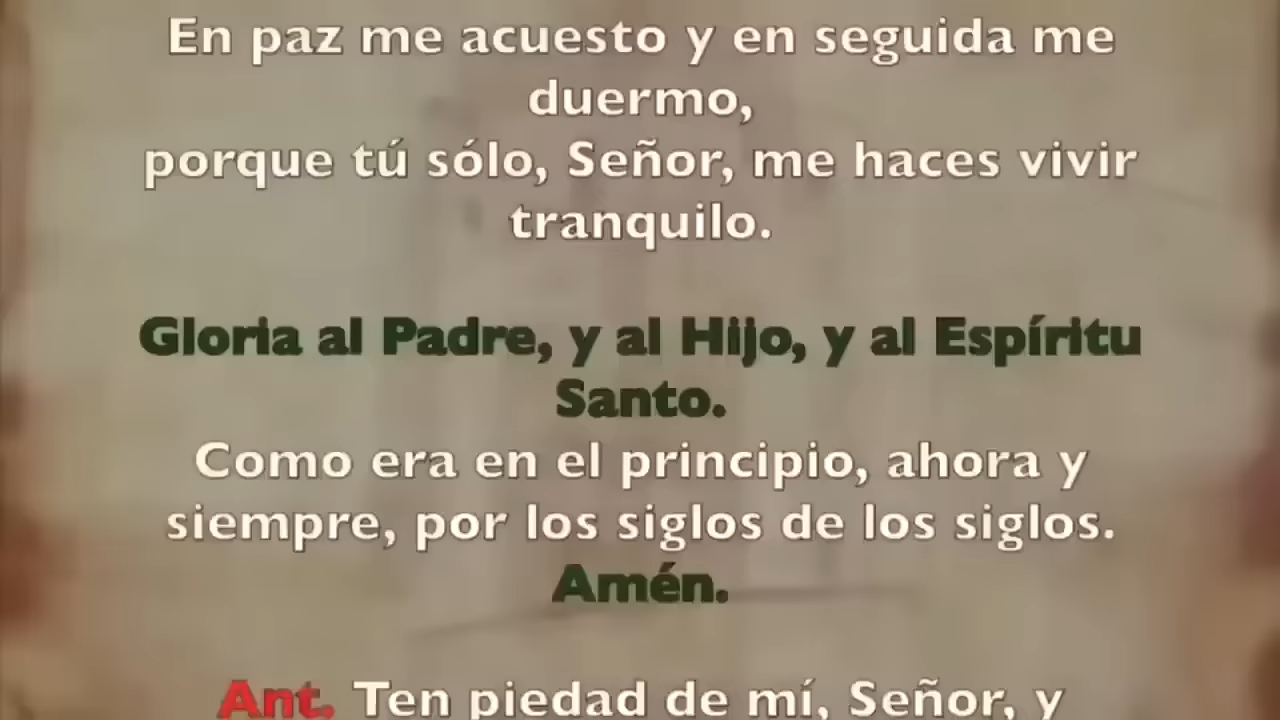 En paz me acuesto y en seguida me
duermo,
porque tú sólo, Señor, me haces vivir
tranquilo.
Gloria al Padre, y al Hijo, y al Espíritu
Santo.
Como era en el principio, ahora y
siempre, por los siglos de los siglos.
Amén.
Ant. Ten piedad de mí, Señor, y